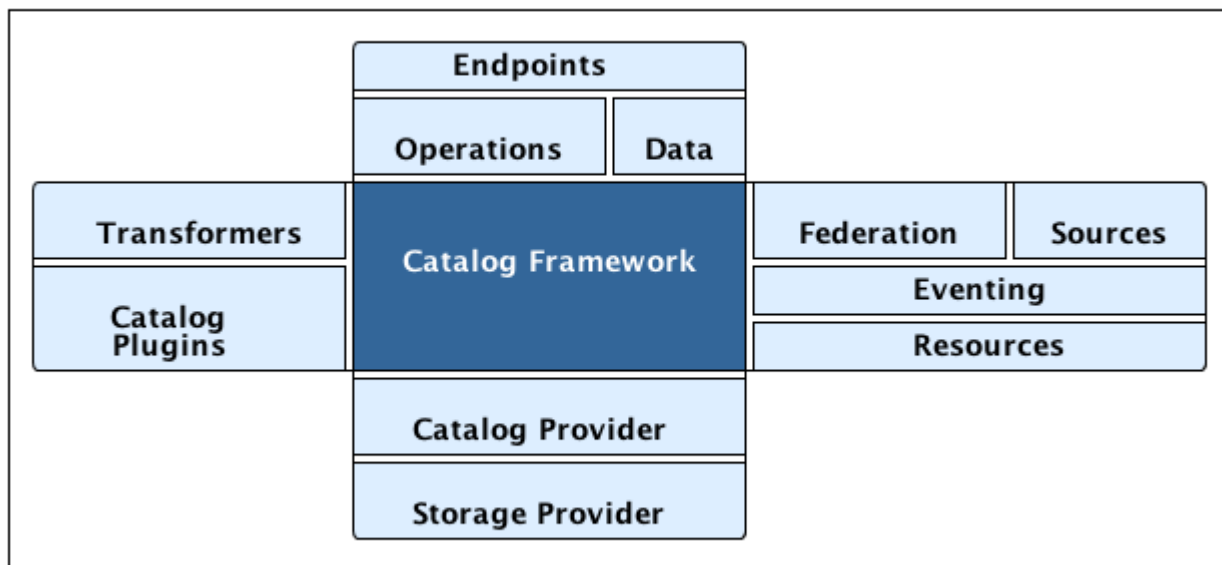 Endpoints
Operations
Data
Transformers
Catalog Framework
Federation
Sources
Eventing
Catalog
Plugins
Resources
Catalog Provider
Storage Provider